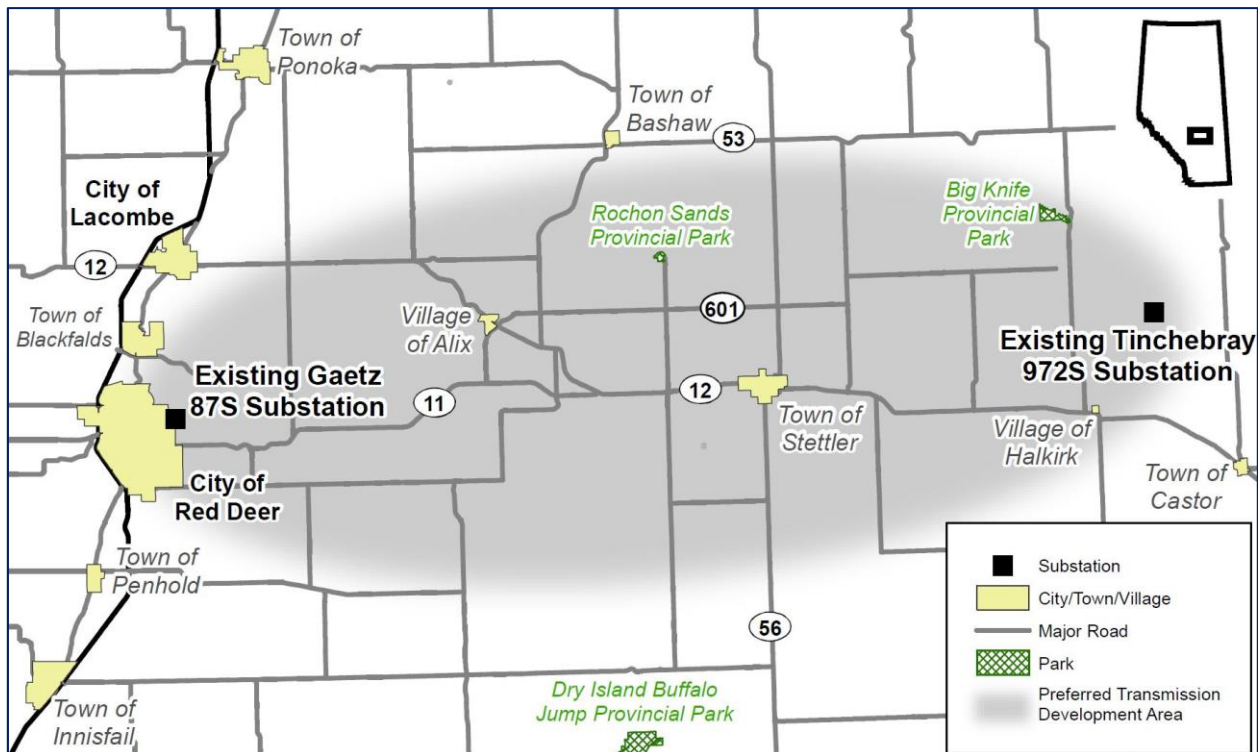 Town of
Ponoka
Town of
Bashaw
53
City of
Lacombe
Rochon Sands
Provincial Park
Big Knife
Provincial
Park
12
601
Town of
Blackfalds
Village
of Alix
Existing Gaetz
87S Substation
Existing Tinchebray
972S Substation
11
12
Town of
Stettler
Village of
Halkirk
Town of
Castor
City of
Red Deer
Town of
Penhold
56
Dry Island Buffalo
Jump Provincial Park
Town of
Innisfail
Substation
City/Town/Village
Major Road
Park
Preferred Transmission
Development Area